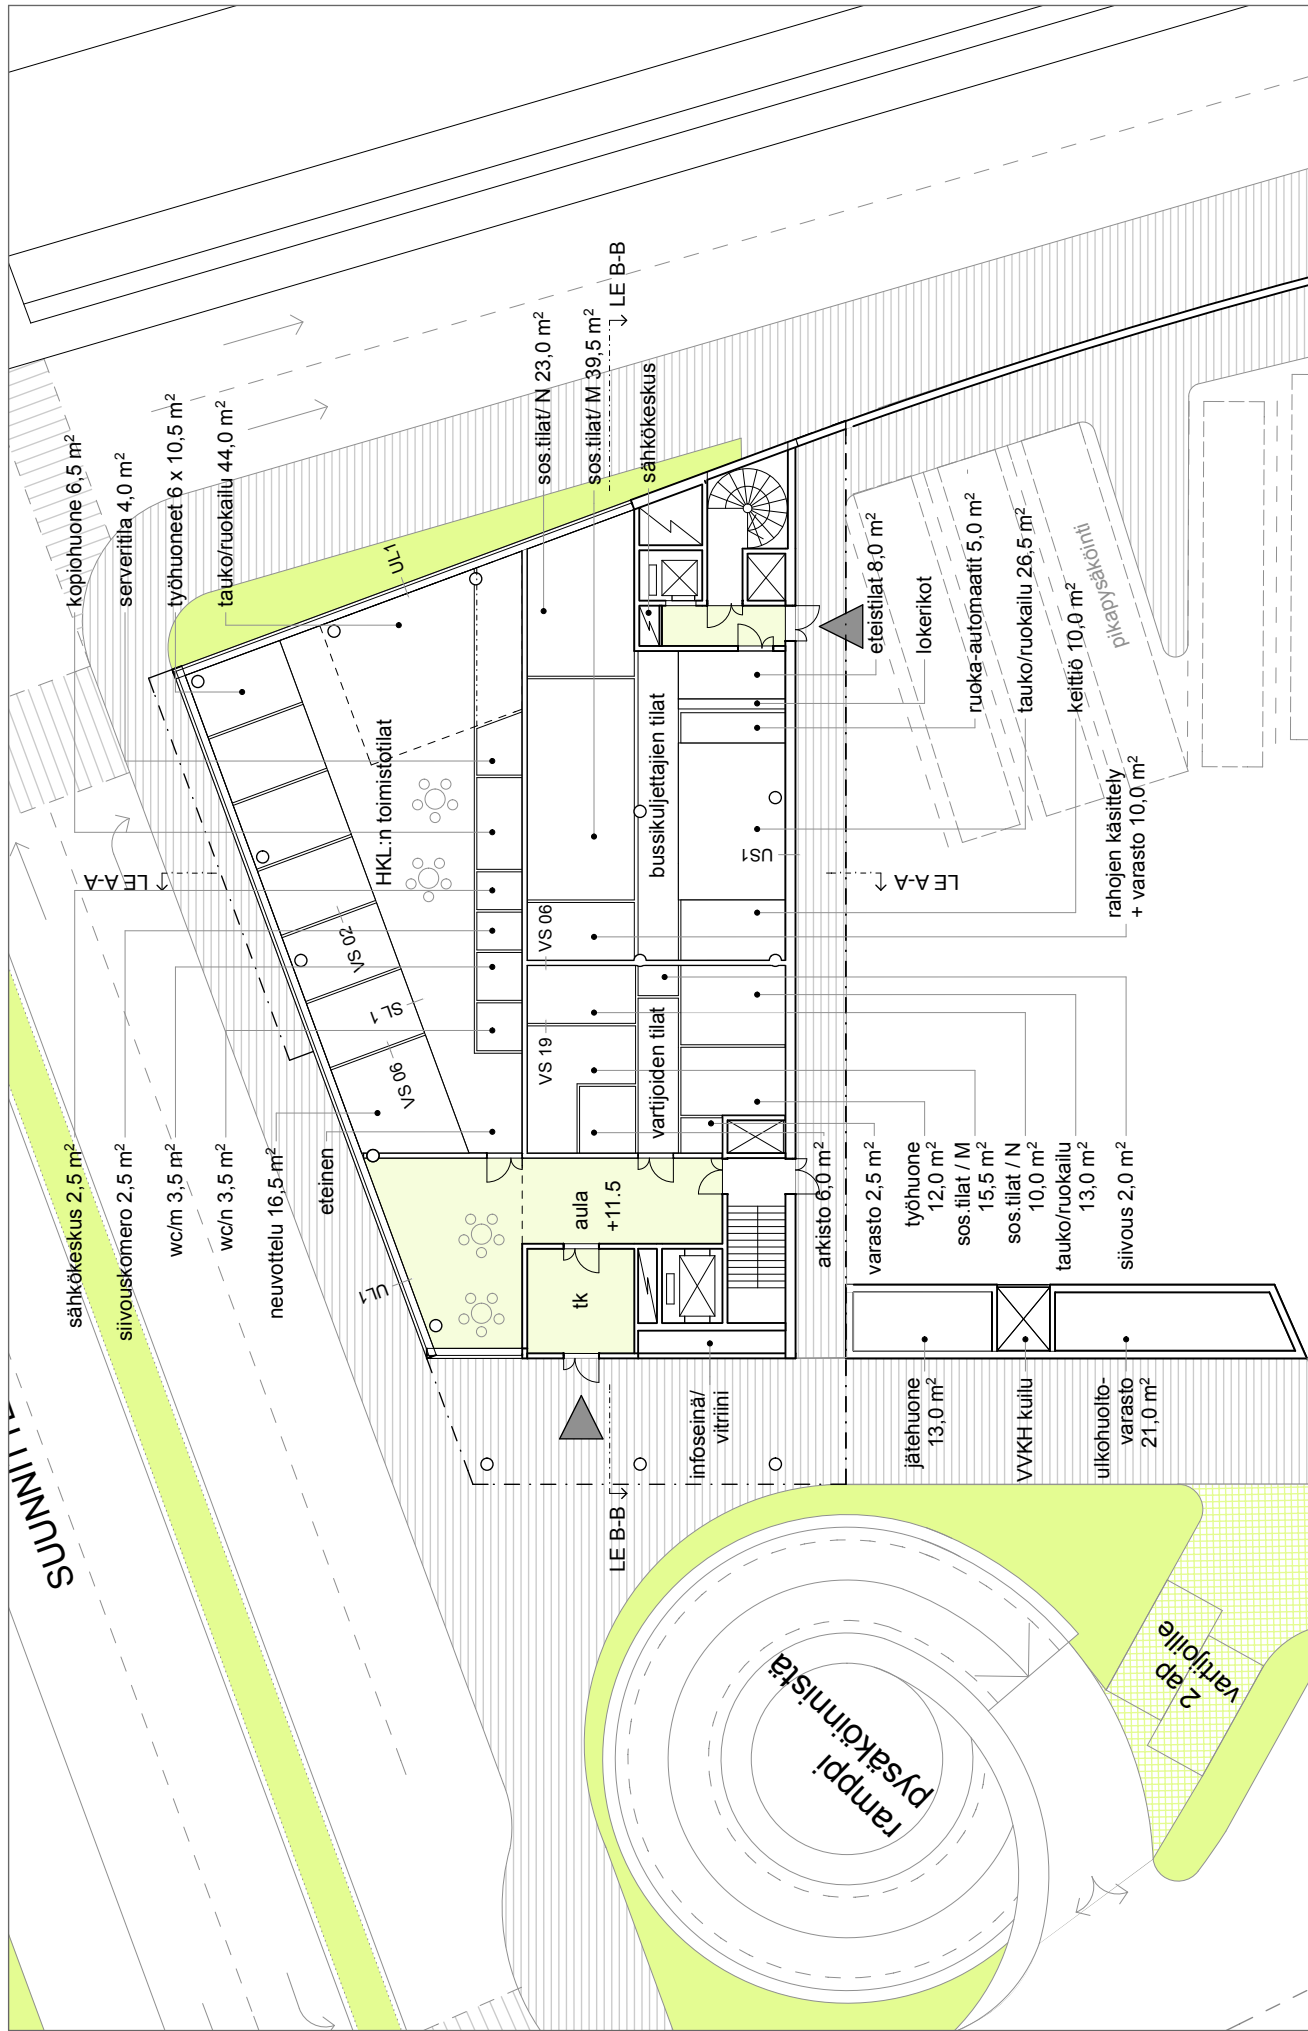 SUUNNITTE
kopiohuone 6,5 m²
serveritila 4,0 m²
työhuoneet 6 x 10,5 m²
tauko/ruokailu 44,0 m²
sos.tilat/ N 23,0 m²
sos.tilat/ M 39,5 m²
LE B-B
sähkökeskus
UL1
HKL:n toimistotilat
LE A-A
VS 02
SL 1
VS 06
VS 06
VS 19
bussikuljettajien tilat
vartijoiden tilat
US1
LE A-A
eteistilat 8,0 m²
lokerikot
ruoka-automaatit 5,0 m²
tauko/ruokailu 26,5 m²
keittiö 10,0 m²
pikapysäköinti
rahojen käsittely
+ varasto 10,0 m²
sähkökeskus 2,5 m²
siivouskomero 2,5 m²
wc/m 3,5 m²
wc/n 3,5 m²
neuvottelu 16,5 m²
eteinen
UL1
aula
+11.5
tk
arkisto 6,0 m²
varasto 2,5 m²
työhuone
12,0 m²
sos.tilat / M
15,5 m²
sos.tilat / N
10,0 m²
tauko/ruokailu
13,0 m²
siivous 2,0 m²
LE B-B
infoseinä/
vitriini
jätehuone
13,0 m²
VVKH kuilu
ulkohuolto-
varasto
21,0 m²
ramppi
pysäköinnistä
2 ap
vartijoille